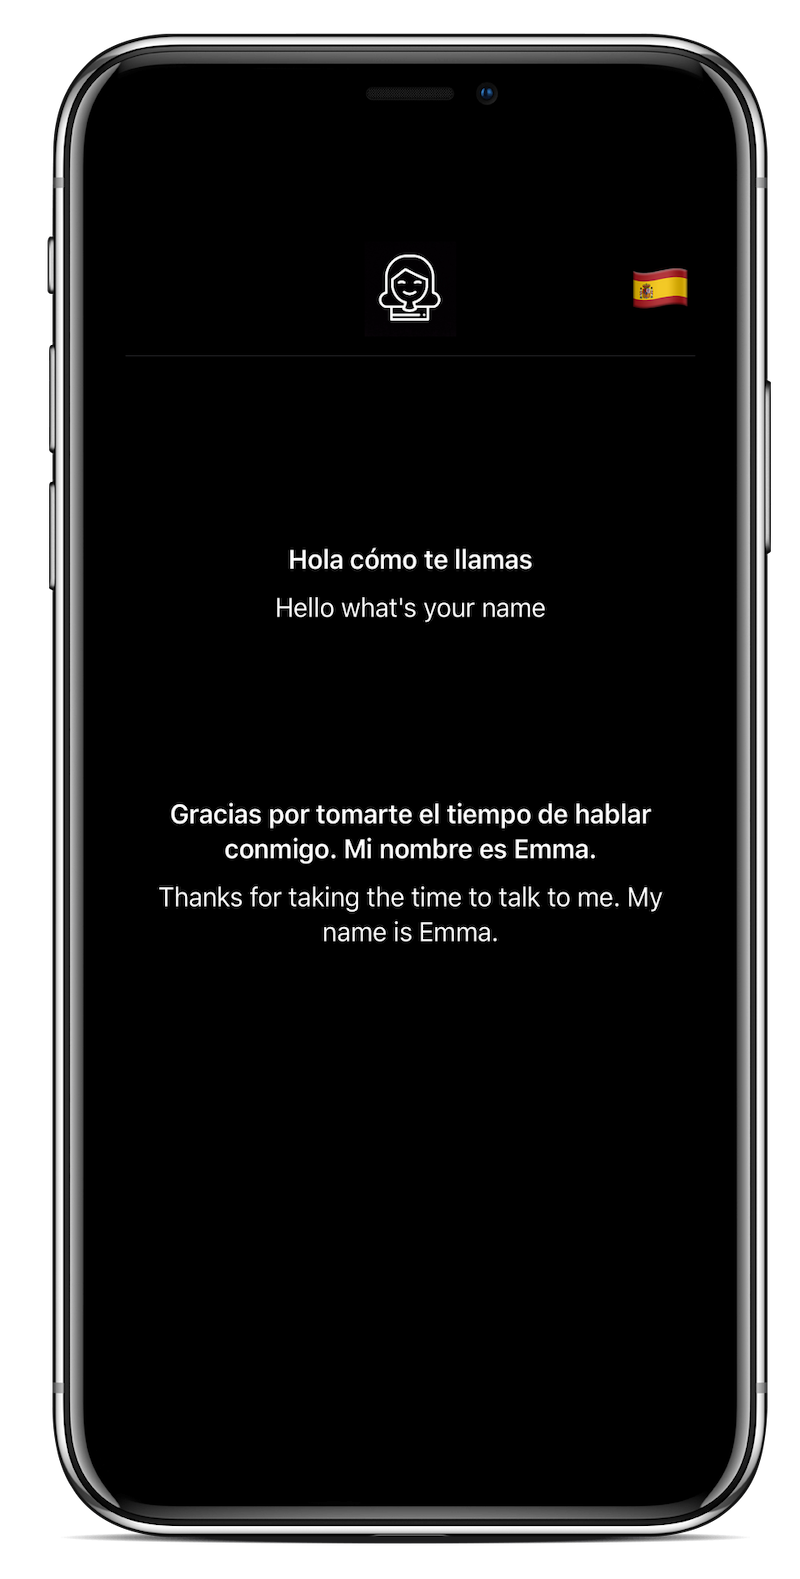 Hola cómo te llamas
Hello what's your name
Gracias por tomarte el tiempo de hablar
conmigo. Mi nombre es Emma.
Thanks for taking the time to talk to me. My
name is Emma.